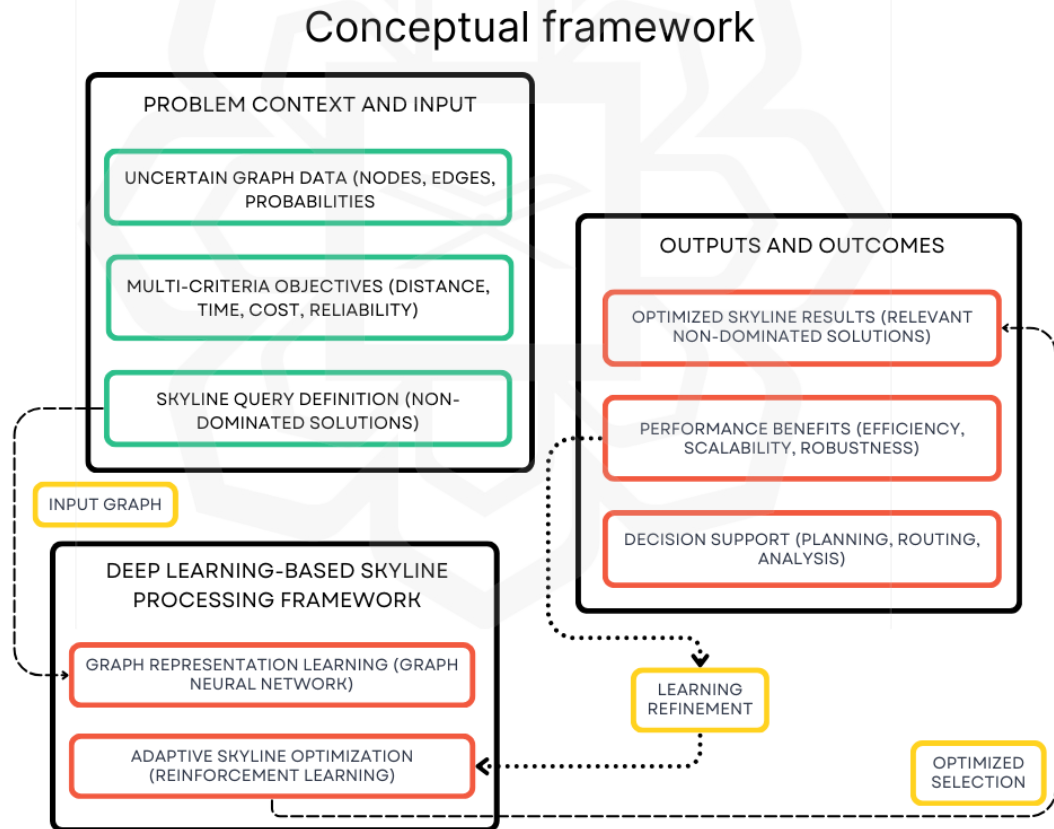 Conceptual framework
PROBLEM CONTEXT AND INPUT
UNCERTAIN GRAPH DATA (NODES, EDGES,
PROBABILITIES
MULTI-CRITERIA OBJECTIVES (DISTANCE,
TIME, COST, RELIABILITY)
SKYLINE QUERY DEFINITION (NON-
DOMINATED SOLUTIONS)
INPUT GRAPH
DEEP LEARNING-BASED SKYLINE
PROCESSING FRAMEWORK
GRAPH REPRESENTATION LEARNING (GRAPH
NEURAL NETWORK)
ADAPTIVE SKYLINE OPTIMIZATION
(REINFORCEMENT LEARNING)
OUTPUTS AND OUTCOMES
OPTIMIZED SKYLINE RESULTS (RELEVANT
NON-DOMINATED SOLUTIONS)
PERFORMANCE BENEFITS (EFFICIENCY,
SCALABILITY, ROBUSTNESS)
DECISION SUPPORT (PLANNING, ROUTING,
ANALYSIS)
LEARNING
REFINEMENT
OPTIMIZED
SELECTION